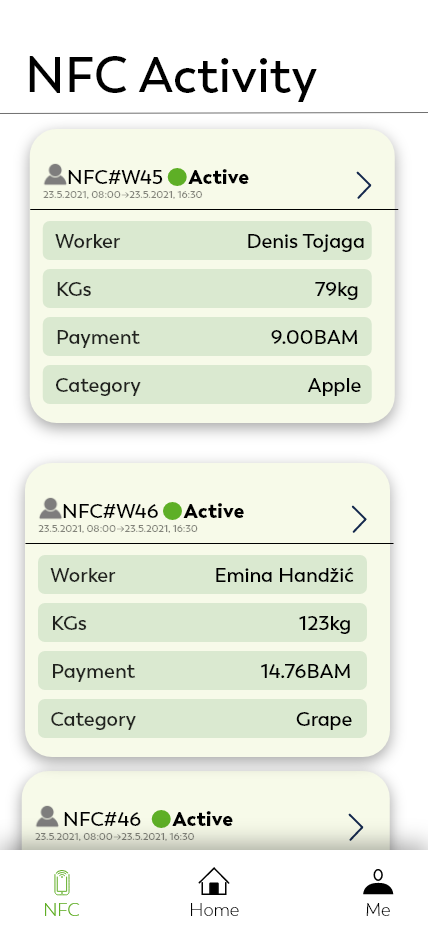 NFC Activity
NFC#W45 Active
23.5.2021, 08:00→23.5.2021, 16:30
Worker Denis Tojaga
KGs 79kg
Payment 9.00BAM
Category Apple
NFC#W46 Active
23.5.2021, 08:00→23.5.2021, 16:30
Worker Emina Handžić
KGs 123kg
Payment 14.76BAM
Category Grape
NFC#46 Active
23.5.2021, 08:00→23.5.2021, 16:30
NFC Home Me